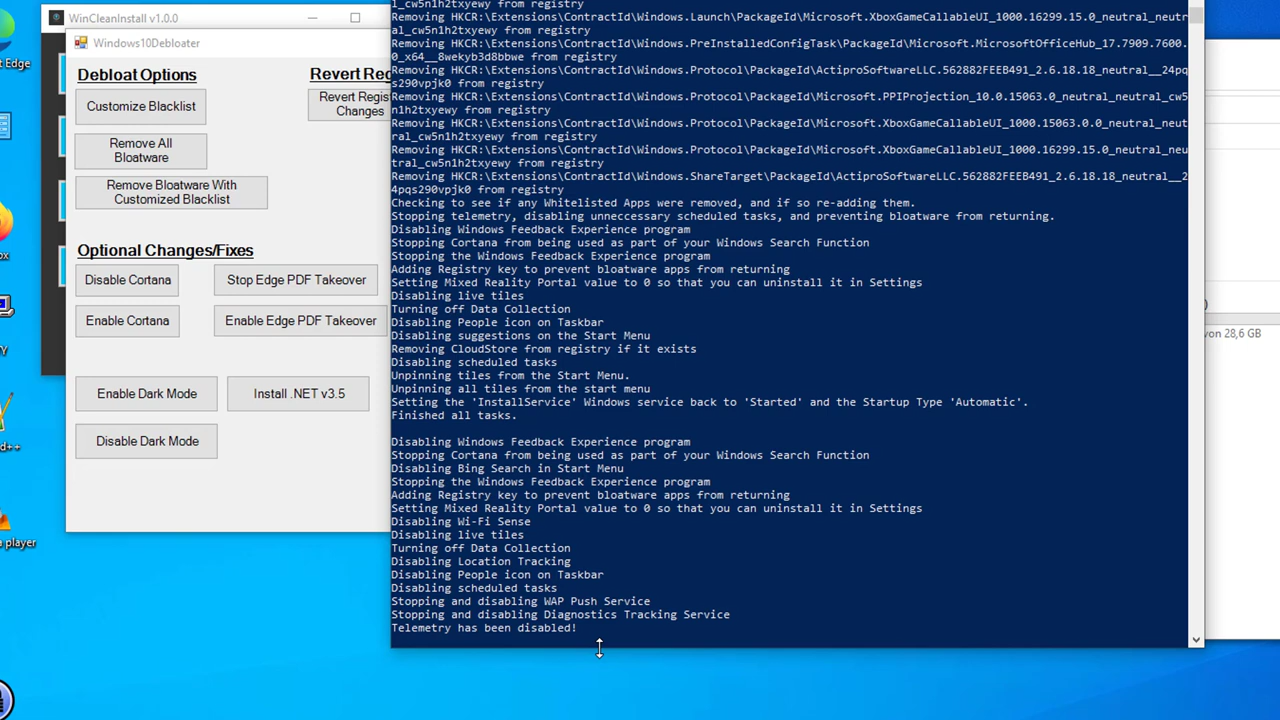 WinCleanInstall v1.0.0
Windows10Debloater
Debloat Options
Customize Blacklist
Remove All
Bloatware
Remove Bloatware With
Customized Blacklist
Revert Reg
Revert Regis
Changes
Optional Changes/Fixes
Disable Cortana
Stop Edge PDF Takeover
Enable Cortana
Enable Edge PDF Takeover
Enable Dark Mode
Install .NET v3.5
Disable Dark Mode
l_cw5n1h2txyewy from registry
Removing HKCR:\Extensions\ContractId\Windows.Launch\PackageId\Microsoft.XboxGameCallableUI_1000.16299.15.0_neutral_neutr
al_cw5n1h2txyewy from registry
Removing HKCR:\Extensions\ContractId\Windows.PreInstalledConfigTask\PackageId\Microsoft.MicrosoftOfficeHub_17.7909.7600.
0_x64__8wekyb3d8bbwe from registry
Removing HKCR:\Extensions\ContractId\Windows.Protocol\PackageId\ActiproSoftwareLLC.562882FEEB491_2.6.18.18_neutral__24pq
s290vpjk0 from registry
Removing HKCR:\Extensions\ContractId\Windows.Protocol\PackageId\Microsoft.PPIProjection_10.0.15063.0_neutral_neutral_cw5
n1h2txyewy from registry
Removing HKCR:\Extensions\ContractId\Windows.Protocol\PackageId\Microsoft.XboxGameCallableUI_1000.15063.0.0_neutral_neut
ral_cw5n1h2txyewy from registry
Removing HKCR:\Extensions\ContractId\Windows.Protocol\PackageId\Microsoft.XboxGameCallableUI_1000.16299.15.0_neutral_neu
tral_cw5n1h2txyewy from registry
Removing HKCR:\Extensions\ContractId\Windows.ShareTarget\PackageId\ActiproSoftwareLLC.562882FEEB491_2.6.18.18_neutral__2
4pqs290vpjk0 from registry
Checking to see if any Whitelisted Apps were removed, and if so re-adding them.
Stopping telemetry, disabling unneccessary scheduled tasks, and preventing bloatware from returning.
Disabling Windows Feedback Experience program
Stopping Cortana from being used as part of your Windows Search Function
Stopping the Windows Feedback Experience program
Adding Registry key to prevent bloatware apps from returning
Setting Mixed Reality Portal value to 0 so that you can uninstall it in Settings
Disabling live tiles
Turning off Data Collection
Disabling People icon on Taskbar
Disabling suggestions on the Start Menu
Removing CloudStore from registry if it exists
Disabling scheduled tasks
Unpinning tiles from the Start Menu.
Unpinning all tiles from the start menu
Setting the 'InstallService' Windows service back to 'Started' and the Startup Type 'Automatic'.
Finished all tasks.
Disabling Windows Feedback Experience program
Stopping Cortana from being used as part of your Windows Search Function
Disabling Bing Search in Start Menu
Stopping the Windows Feedback Experience program
Adding Registry key to prevent bloatware apps from returning
Setting Mixed Reality Portal value to 0 so that you can uninstall it in Settings
Disabling Wi-Fi Sense
Disabling live tiles
Turning off Data Collection
Disabling Location Tracking
Disabling People icon on Taskbar
Disabling scheduled tasks
Stopping and disabling WAP Push Service
Stopping and disabling Diagnostics Tracking Service
Telemetry has been disabled!
t Edge
ox
Y
d++
a player
)
von 28,6 GB